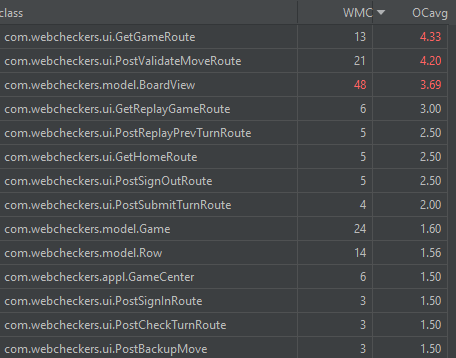 class WMC OCavg
com.webcheckers.ui.GetGameRoute 13 4.33
com.webcheckers.ui.PostValidateMoveRoute 21 4.20
com.webcheckers.model.BoardView 48 3.69
com.webcheckers.ui.GetReplayGameRoute 6 3.00
com.webcheckers.ui.PostReplayPrevTurnRoute 5 2.50
com.webcheckers.ui.GetHomeRoute 5 2.50
com.webcheckers.ui.PostSignOutRoute 5 2.50
com.webcheckers.ui.PostSubmitTurnRoute 4 2.00
com.webcheckers.model.Game 24 1.60
com.webcheckers.model.Row 14 1.56
com.webcheckers.appl.GameCenter 6 1.50
com.webcheckers.ui.PostSignInRoute 3 1.50
com.webcheckers.ui.PostCheckTurnRoute 3 1.50
com.webcheckers.ui.PostBackupMove 3 1.50